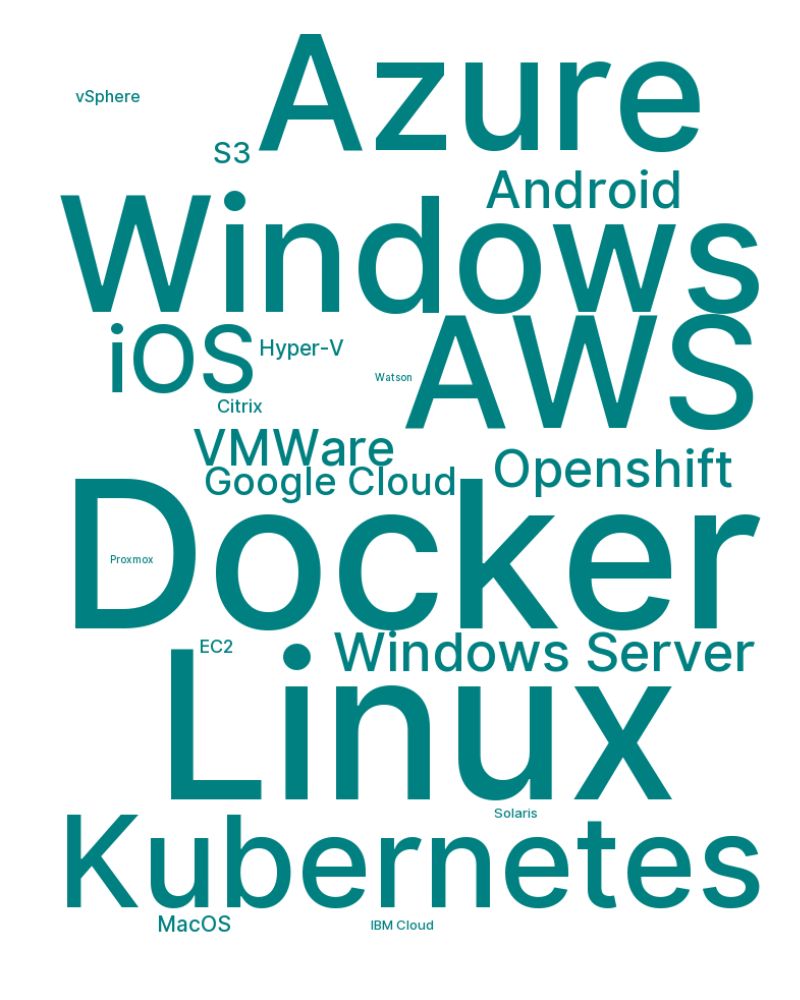 Azure
vSphere
S3
Android
Windows
iOS
Hyper-V
AWS
Watson
Citrix
VMWare
Openshift
Google Cloud
Docker
Proxmox
EC2
Windows Server
Linux
Solaris
Kubernetes
MacOS
IBM Cloud